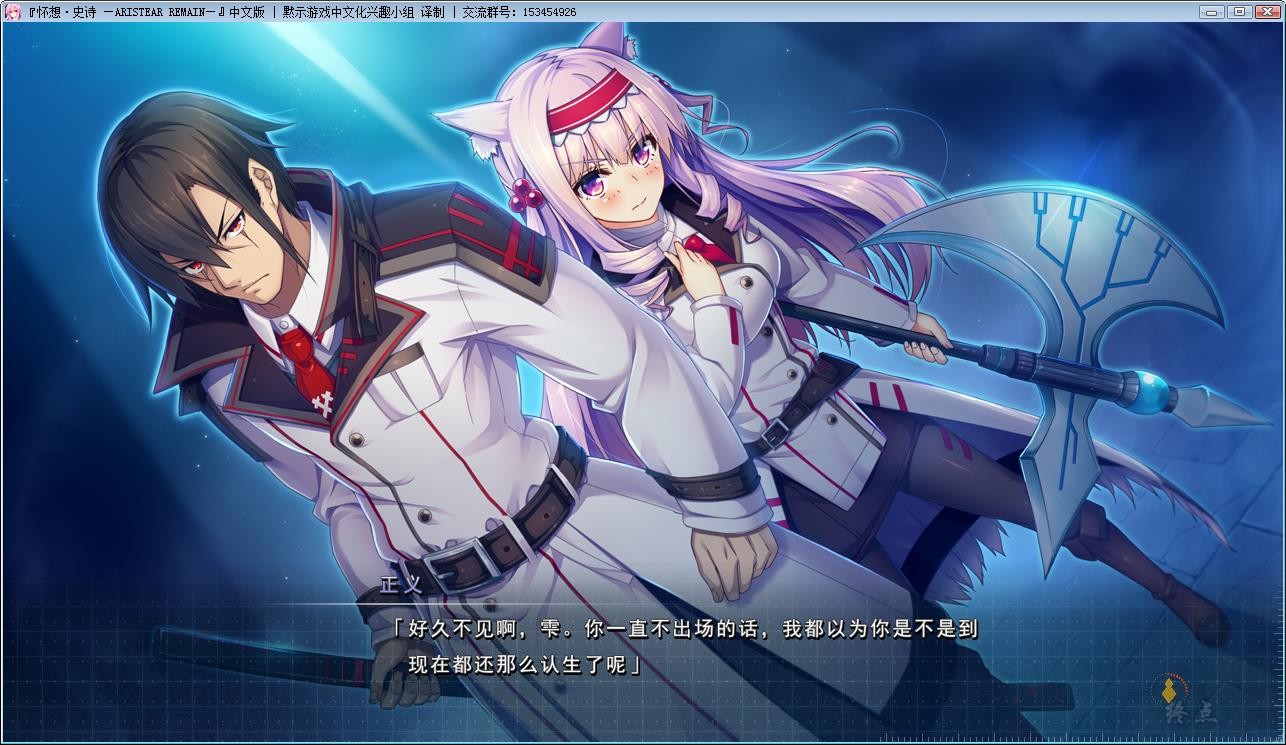 『怀想·史诗 —ARISTEAR REMAIN—』中文版 | 黙示游戏中文化兴趣小组 译制 | 交流群号: 153454926
正义
「好久不见啊，雫。你一直不出场的话，我都以为你是不是到
现在都还那么认生了呢」
终点